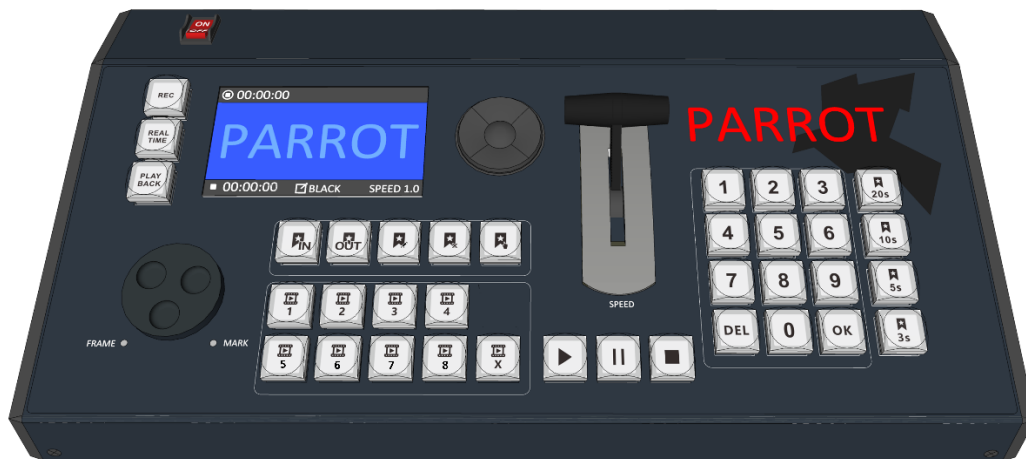 ON
OFF
REC
REAL
TIME
PLAY
BACK
00:00:00
PARROT
00:00:00 BLACK SPEED 1.0
PARROT
IN
OUT
1 2 3
20s
4 5 6
10s
7 8 9
5s
DEL 0 OK
3s
SPEED
1 2 3 4
5 6 7 8 X
FRAME
MARK